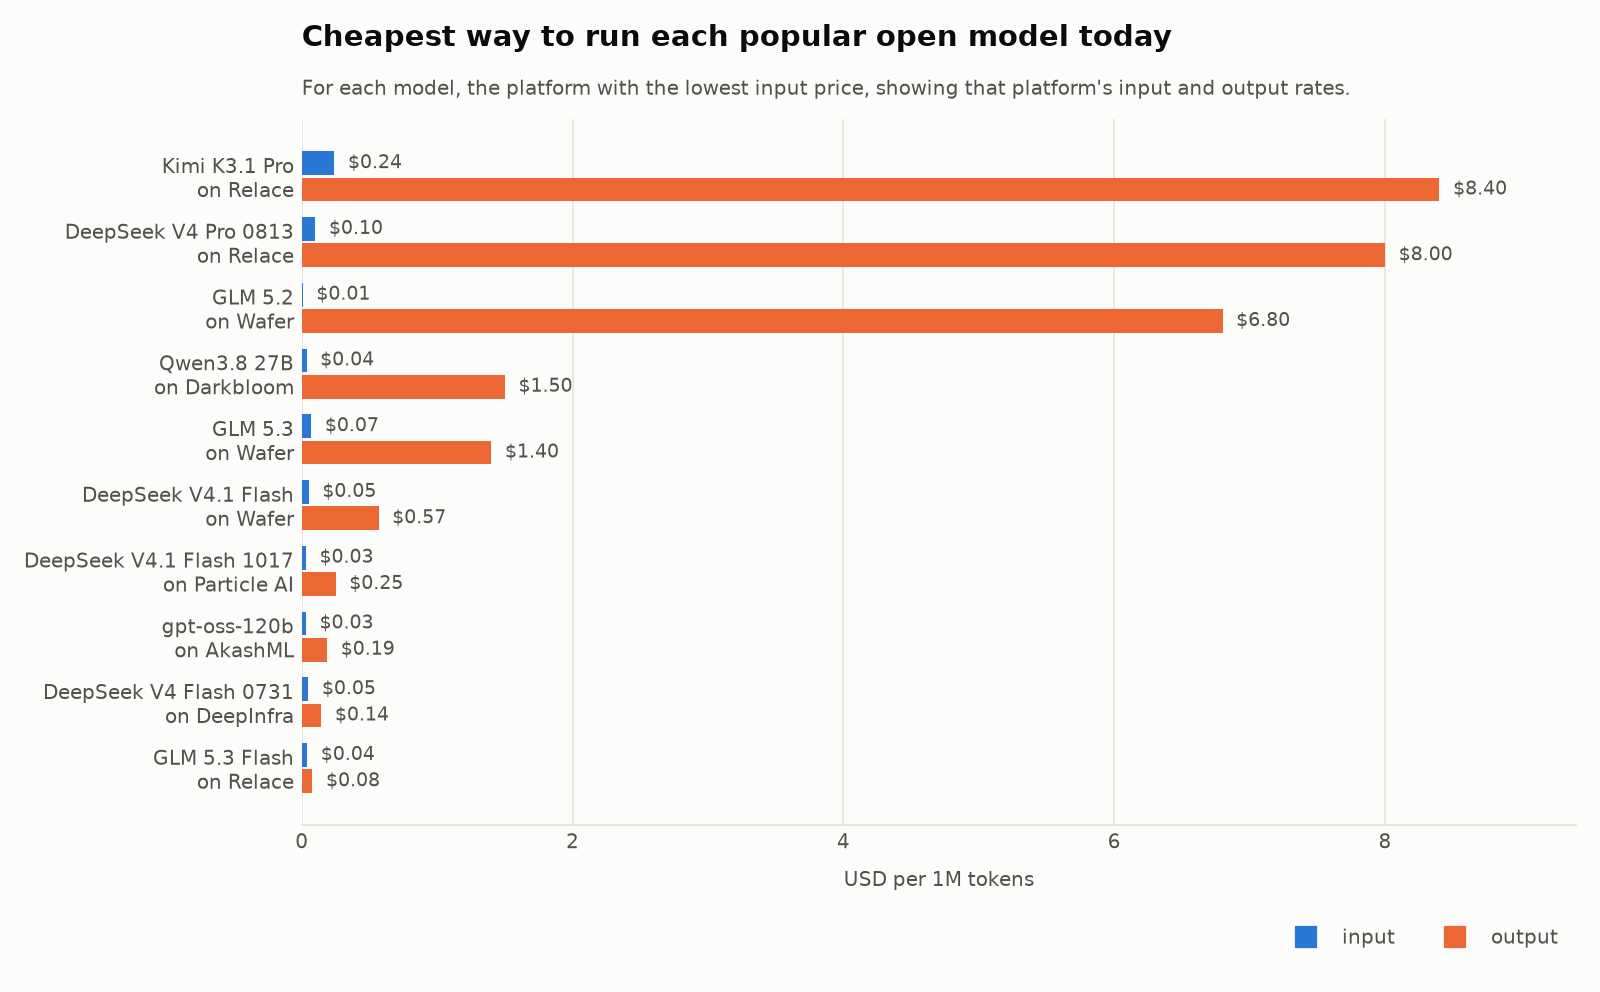 Cheapest way to run each popular open model today
For each model, the platform with the lowest input price, showing that platform's input and output rates.
Kimi K3.1 Pro
on Relace
$0.24
$8.40
DeepSeek V4 Pro 0813
on Relace
$0.10
$8.00
GLM 5.2
on Wafer
$0.01
$6.80
Qwen3.8 27B
on Darkbloom
$0.04
$1.50
GLM 5.3
on Wafer
$0.07
$1.40
DeepSeek V4.1 Flash
on Wafer
$0.05
$0.57
DeepSeek V4.1 Flash 1017
on Particle AI
$0.03
$0.25
gpt-oss-120b
on AkashML
$0.03
$0.19
DeepSeek V4 Flash 0731
on DeepInfra
$0.05
$0.14
GLM 5.3 Flash
on Relace
$0.04
$0.08
0 2 4 6 8
USD per 1M tokens
input output